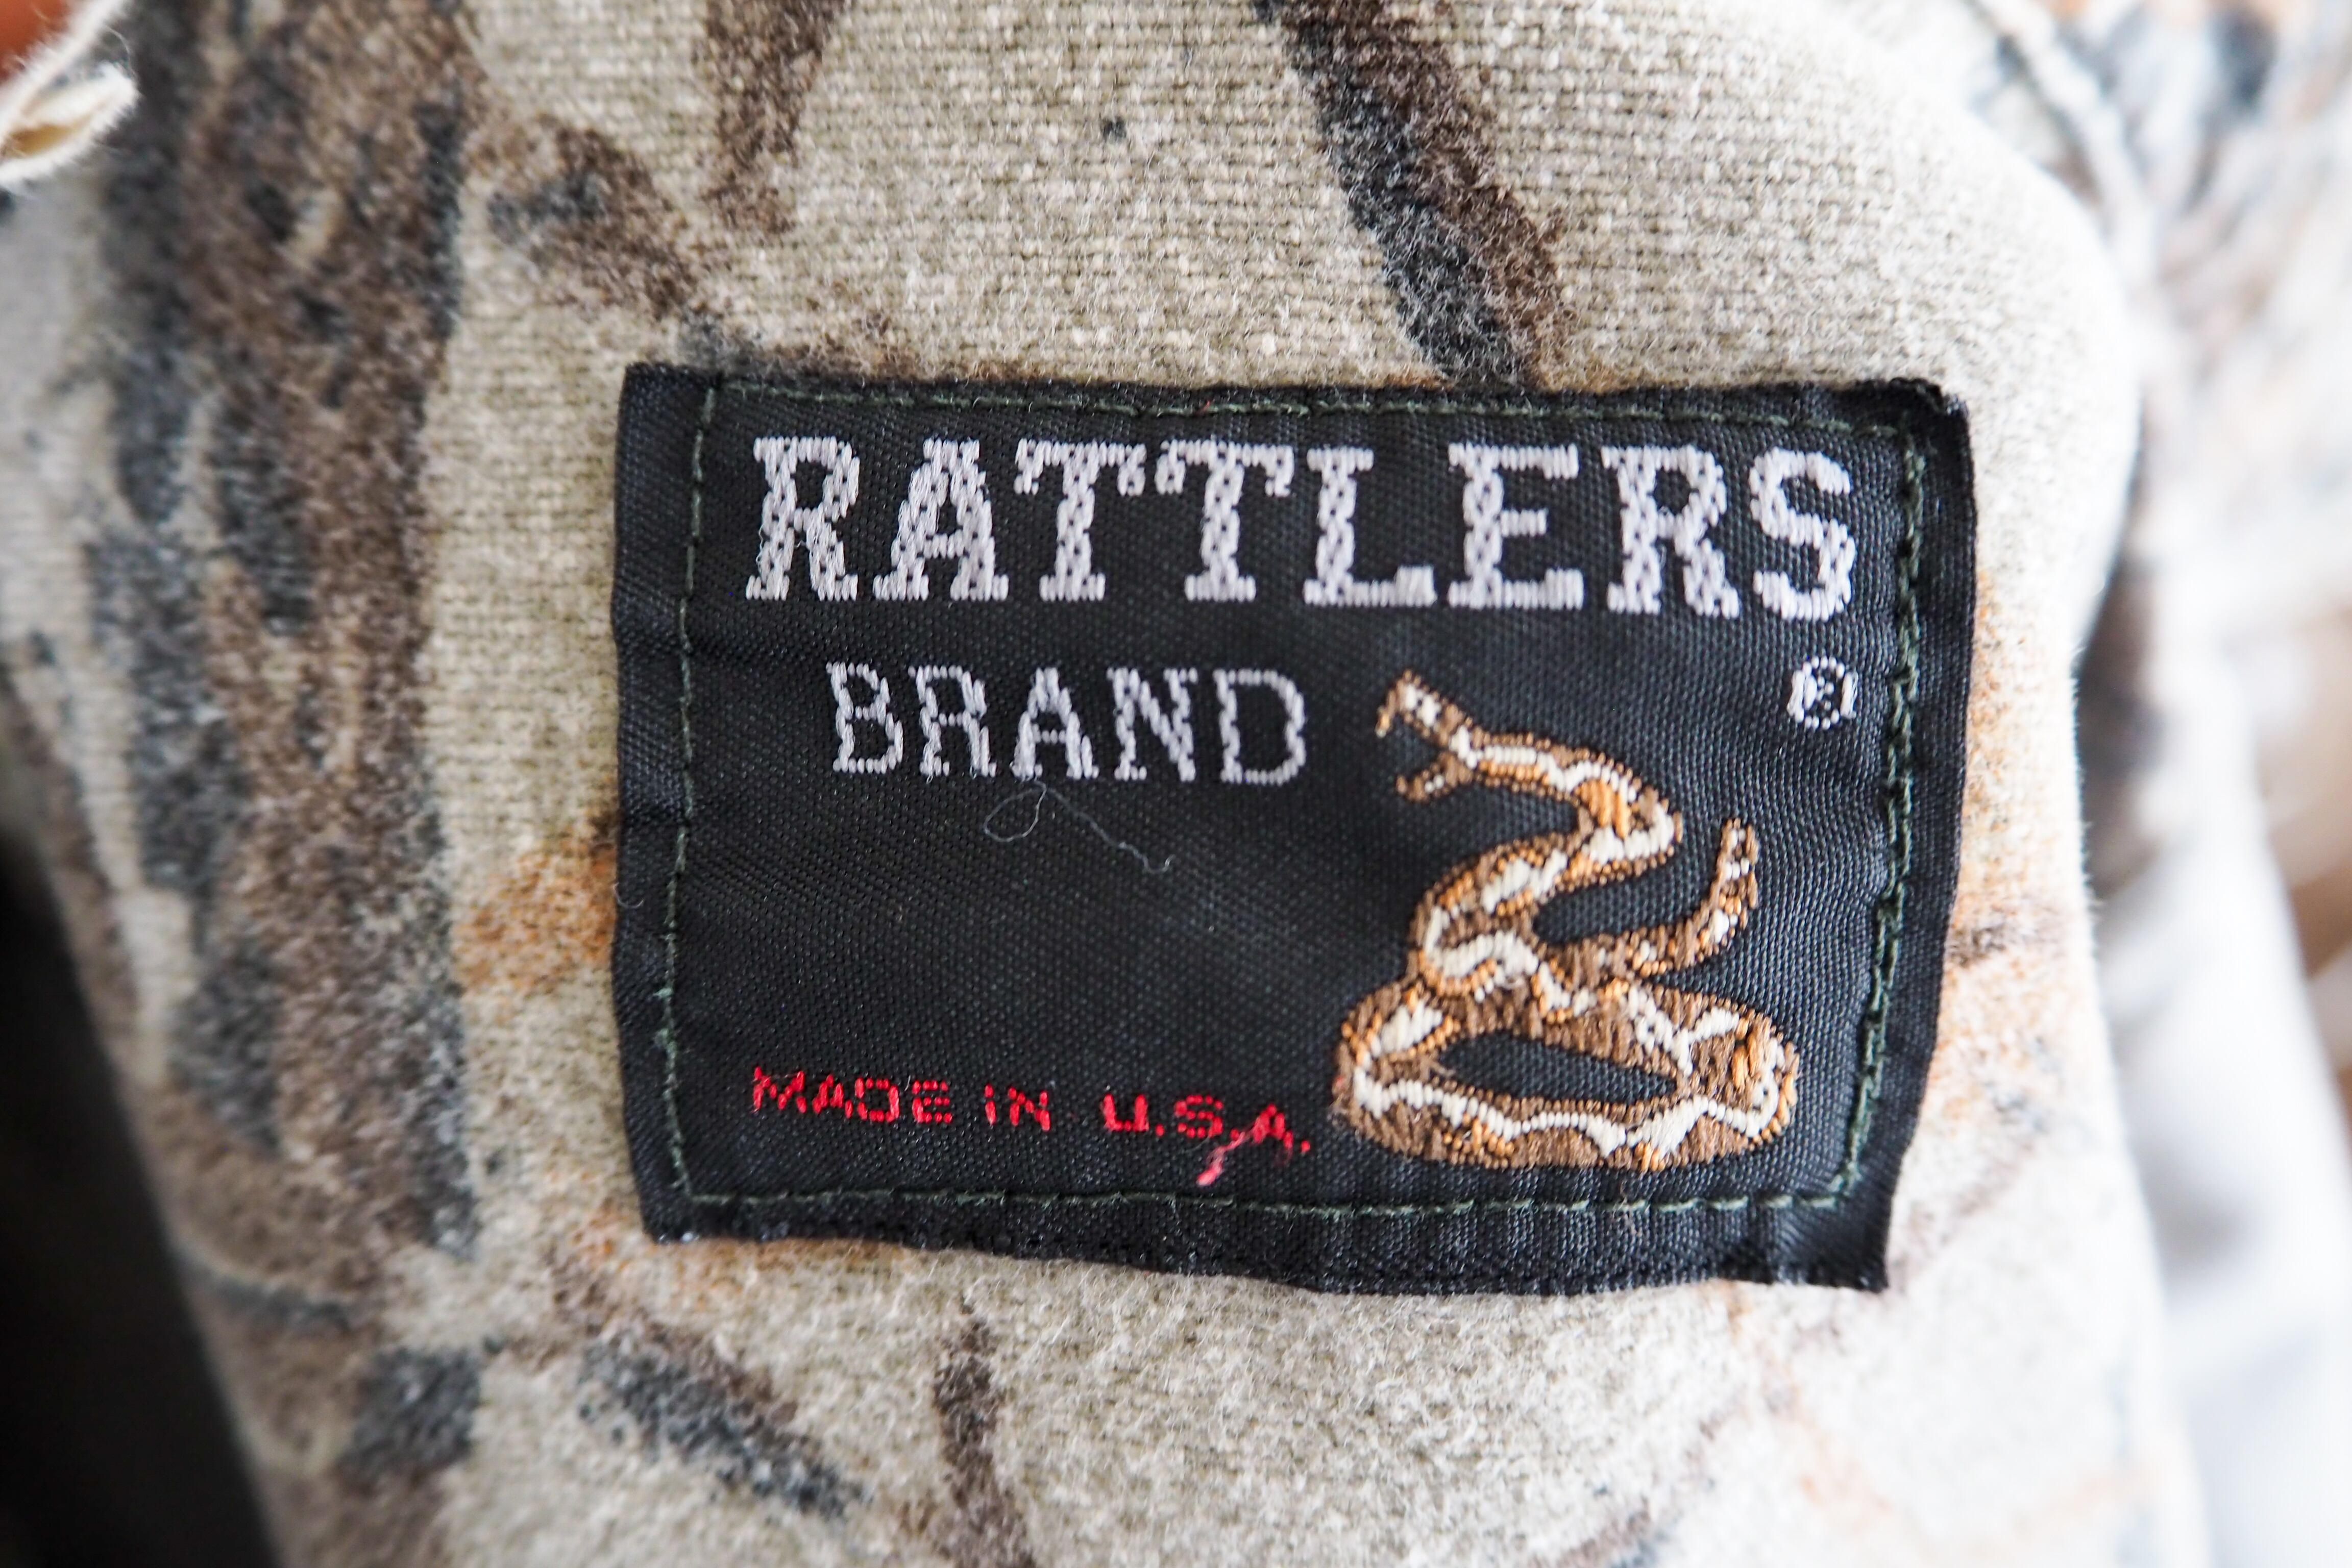 RATTLERS
BRAND ®
MADE IN U.S.A.